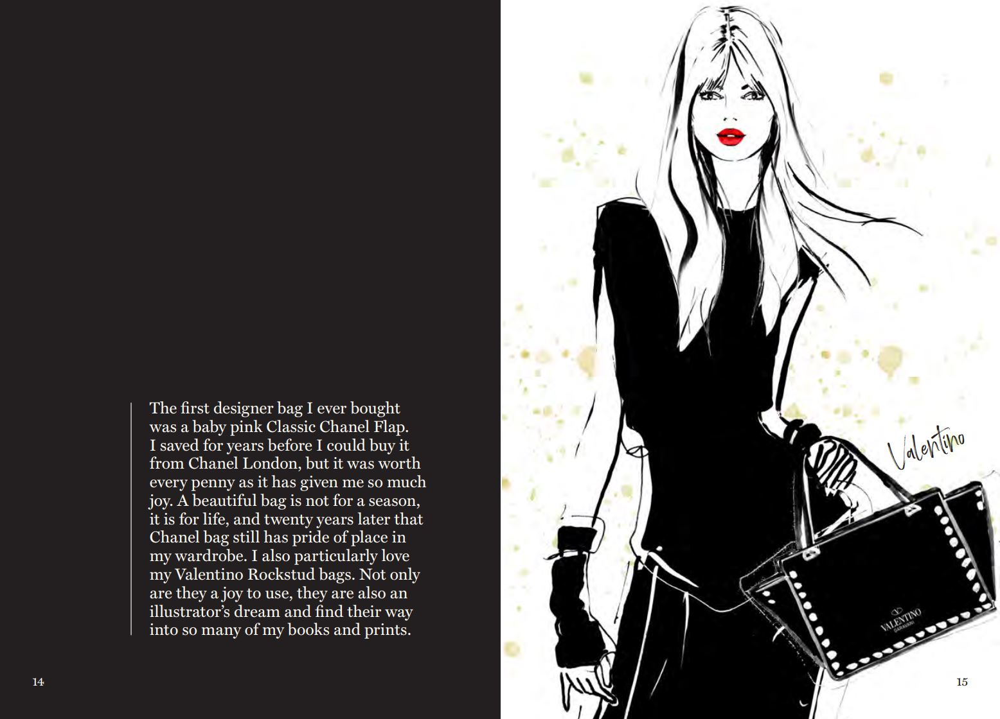 The first designer bag I ever bought
was a baby pink Classic Chanel Flap.
I saved for years before I could buy it
from Chanel London, but it was worth
every penny as it has given me so much
joy. A beautiful bag is not for a season,
it is for life, and twenty years later that
Chanel bag still has pride of place in
my wardrobe. I also particularly love
my Valentino Rockstud bags. Not only
are they a joy to use, they are also an
illustrator’s dream and find their way
into so many of my books and prints.
14
Valentino
VALENTINO
GARAVANI
15